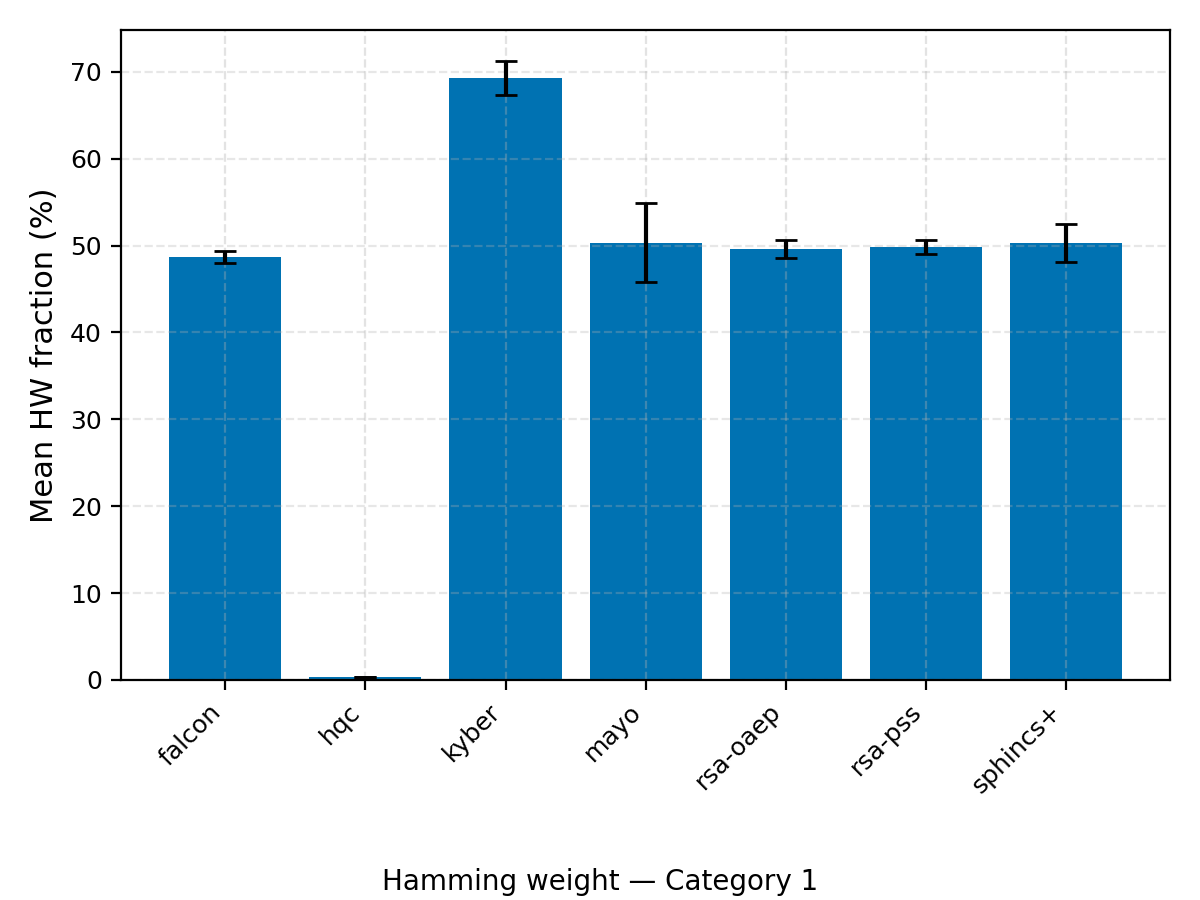 Mean HW fraction (%)
70
60
50
40
30
20
10
0
falcon
hqc
kyber
mayo
rsa-oaep
rsa-pss
sphincs+
Hamming weight — Category 1